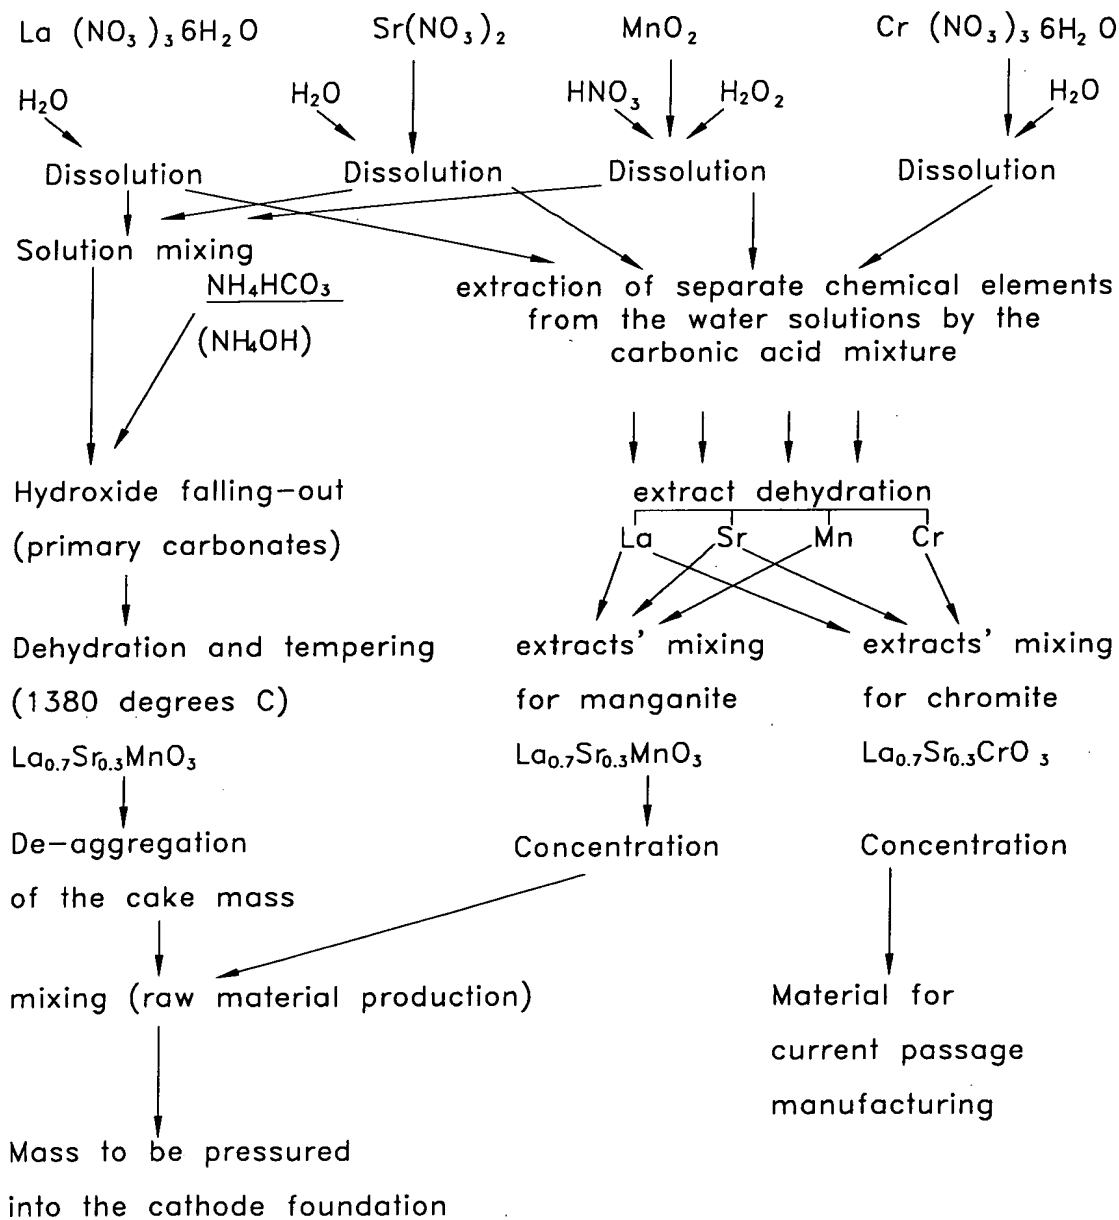 La (NO₃)₃6H₂O Sr(NO₃)₂ MnO₂ Cr (NO₃)₃6H₂O
H₂O H₂O HNO₃ H₂O₂ H₂O
Dissolution Dissolution Dissolution Dissolution
Solution mixing
NH₄HCO₃
(NH₄OH)
extraction of separate chemical elements
from the water solutions by the
carbonic acid mixture
Hydroxide falling-out
(primary carbonates)
extract dehydration
La Sr Mn Cr
Dehydration and tempering
(1380 degrees C)
La₀.₇Sr₀.₃MnO₃
extracts' mixing
for manganite
La₀.₇Sr₀.₃MnO₃
extracts' mixing
for chromite
La₀.₇Sr₀.₃CrO₃
De-aggregation
of the cake mass
Concentration
Concentration
mixing (raw material production)
Material for
current passage
manufacturing
Mass to be pressured
into the cathode foundation